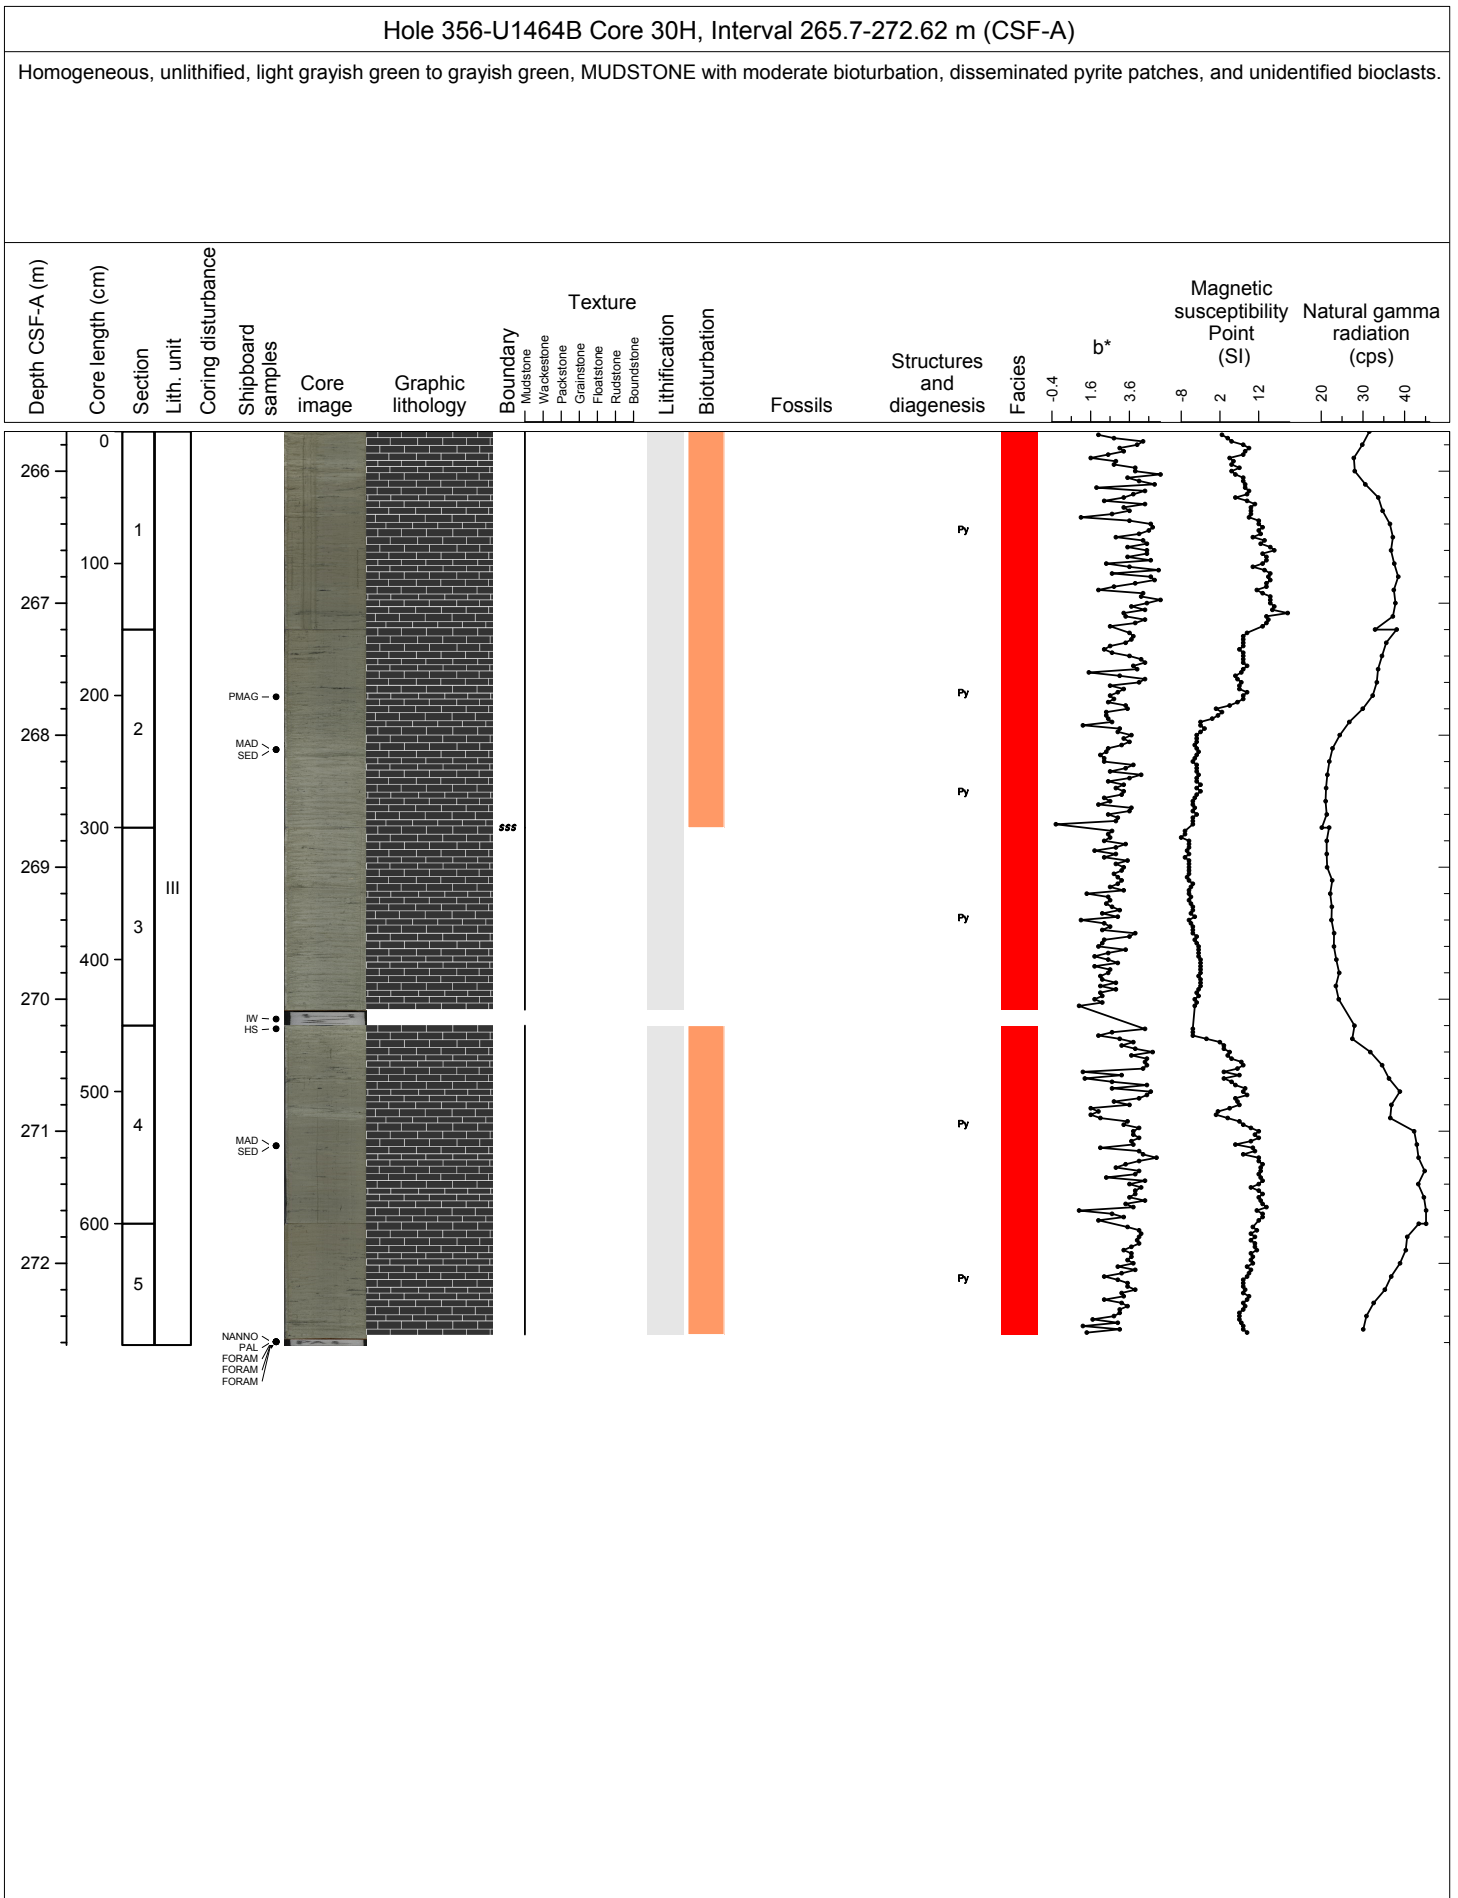 Hole 356-U1464B Core 30H, Interval 265.7-272.62 m (CSF-A)
Homogeneous, unlithified, light grayish green to grayish green, MUDSTONE with moderate bioturbation, disseminated pyrite patches, and unidentified bioclasts.
Depth CSF-A (m)
Core length (cm)
Section
Lith. unit
Coring disturbance
Shipboard
samples
Core
image
Graphic
lithology
Boundary
Texture
Mudstone
Wackestone
Packstone
Grainstone
Floatstone
Rudstone
Boundstone
Lithification
Bioturbation
Fossils
Structures
and
diagenesis
Facies
b*
-0.4
1.6
3.6
Magnetic
susceptibility
Point
(SI)
-8
2
12
Natural gamma
radiation
(cps)
20
30
40
0
266
1
Py
100
267
PMAG
200
Py
2
268
MAD
SED
Py
300
sss
269
III
Py
3
400
270
IW
HS
500
4
271
Py
MAD
SED
600
272
5
Py
NANNO
PAL
FORAM
FORAM
FORAM